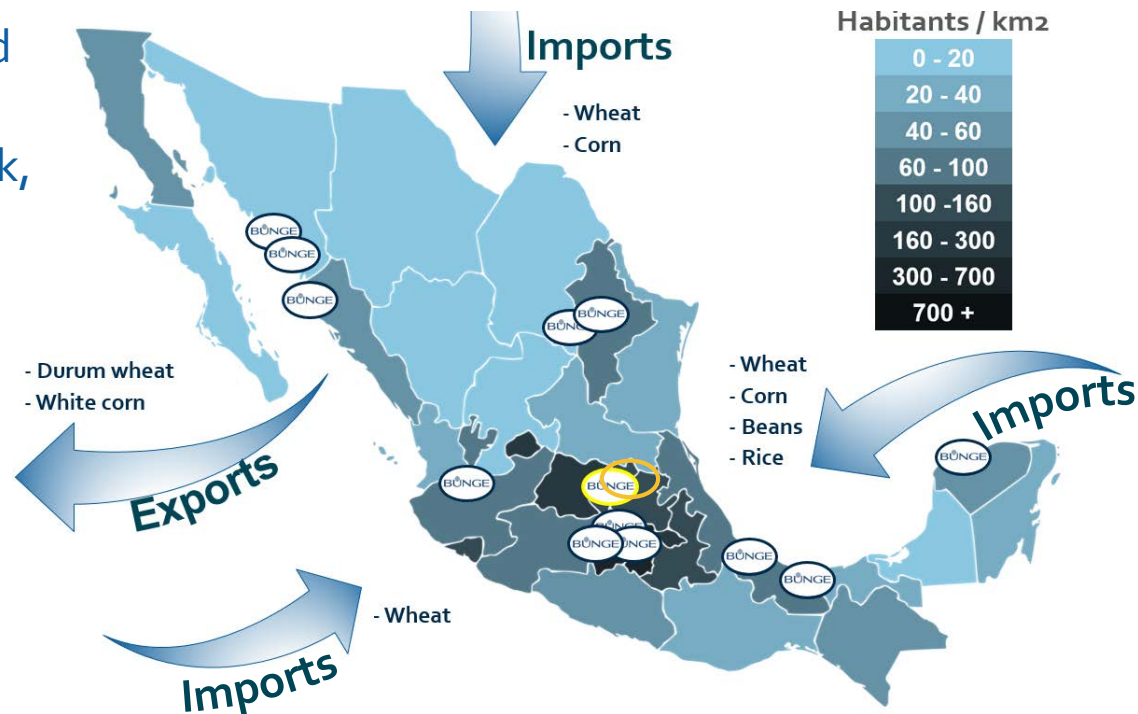 d
k,
Imports
- Wheat
- Corn
Habitants / km2
0 - 20
20 - 40
40 - 60
60 - 100
100 -160
160 - 300
300 - 700
700 +
BUNGE
BUNGE
BUNGE
BUNG
BUNGE
- Durum wheat
- White corn
Exports
- Wheat
- Corn
- Beans
- Rice
Imports
BUNGE
BUNGE
BUNGE
BUNGE
BUNGE
UNGE
BUNGE
BUNGE
- Wheat
Imports